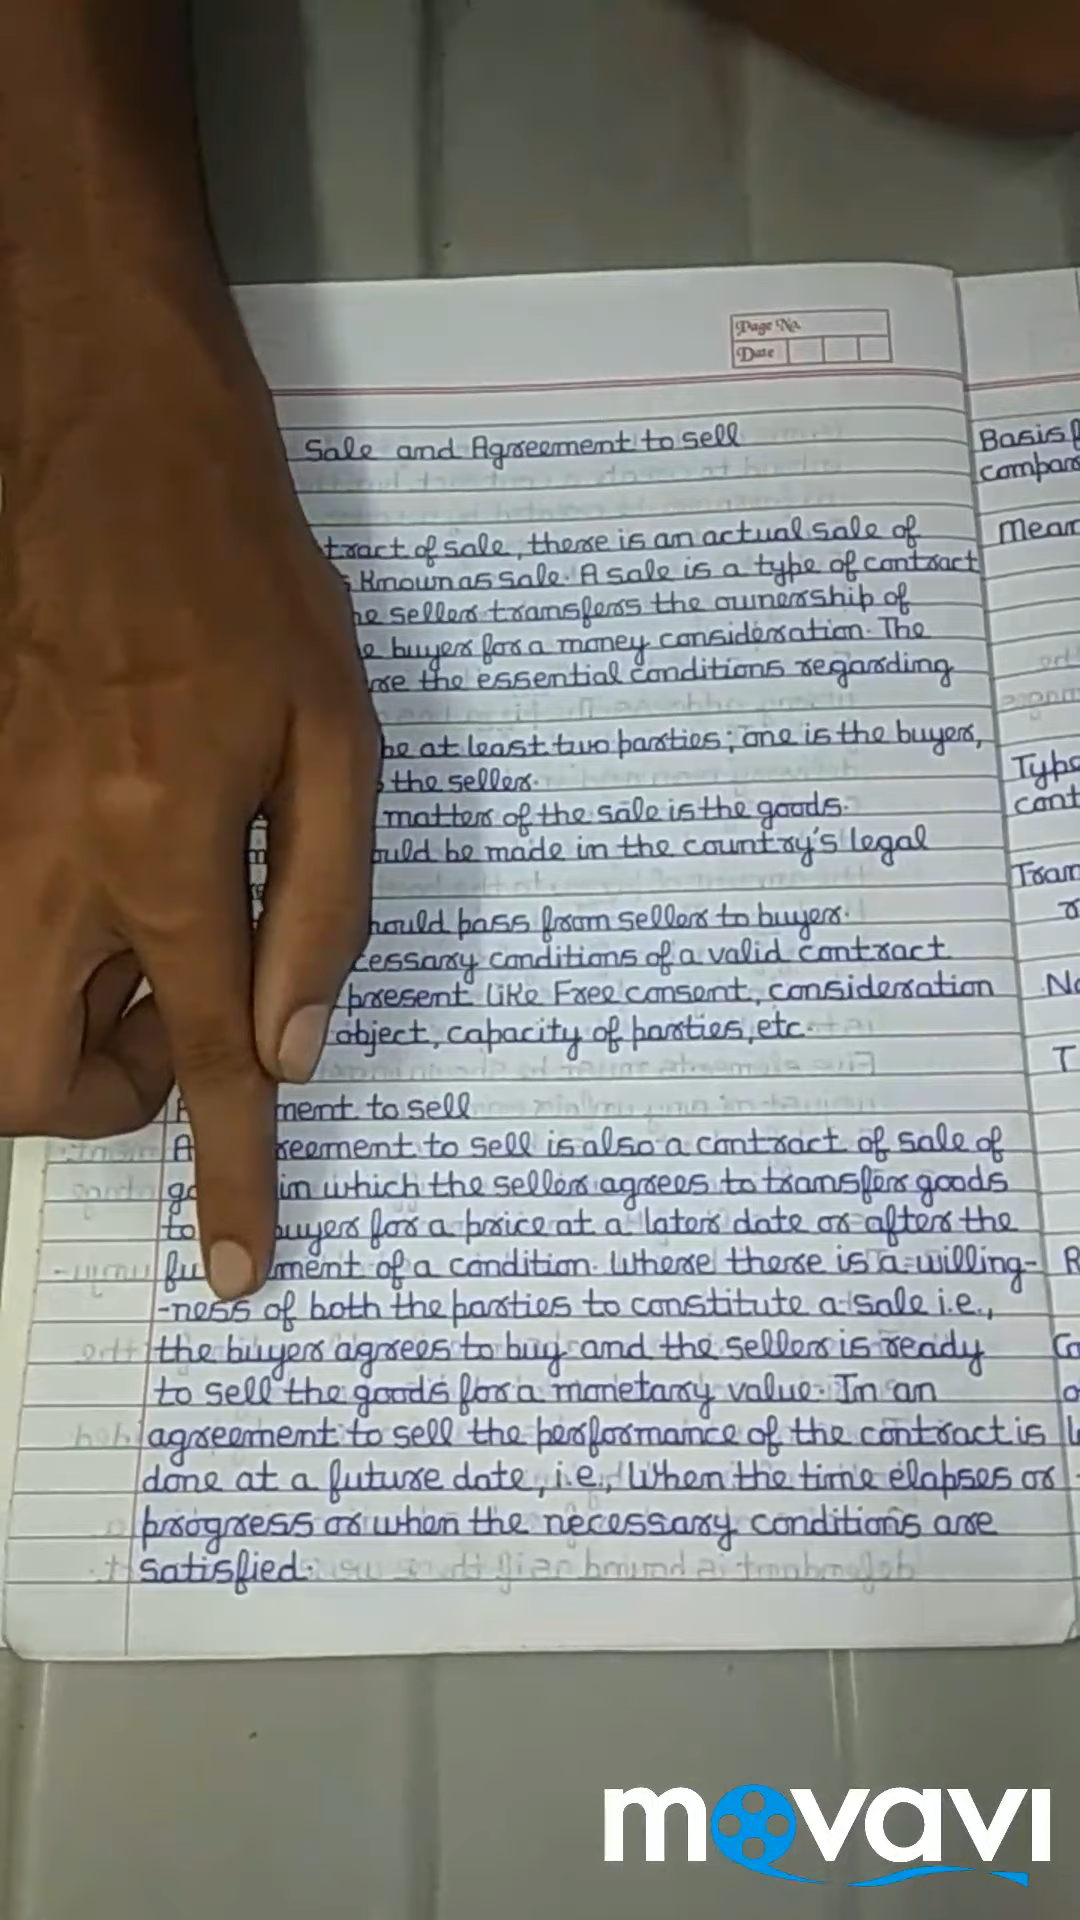 Page No.
Date
Sale and Agreement to sell
tract of sale, there is an actual sale of
Known as sale. A sale is a type of contract
he seller transfers the ownership of
e buyer for a money consideration. The
are the essential conditions regarding
be at least two parties; one is the buyer,
the seller.
matter of the sale is the goods.
ould be made in the country's legal
hould pass from seller to buyer.
cessary conditions of a valid contract
present like Free consent, consideration
object, capacity of parties, etc.
ment to sell
A reement to sell is also a contract of sale of
go in which the seller agrees to transfer goods
to buyer for a price at a later date or after the
fu ment of a condition. Where there is a willing-
-ness of both the parties to constitute a sale i.e.,
the buyer agrees to buy and the seller is ready
to sell the goods for a monetary value. In an
agreement to sell the performance of the contract is
done at a future date, i.e., When the time elapses or
progress or when the necessary conditions are
satisfied.
Basis f
compar
Mean
Type
cont
Tran
No
T
R
Co
movavi